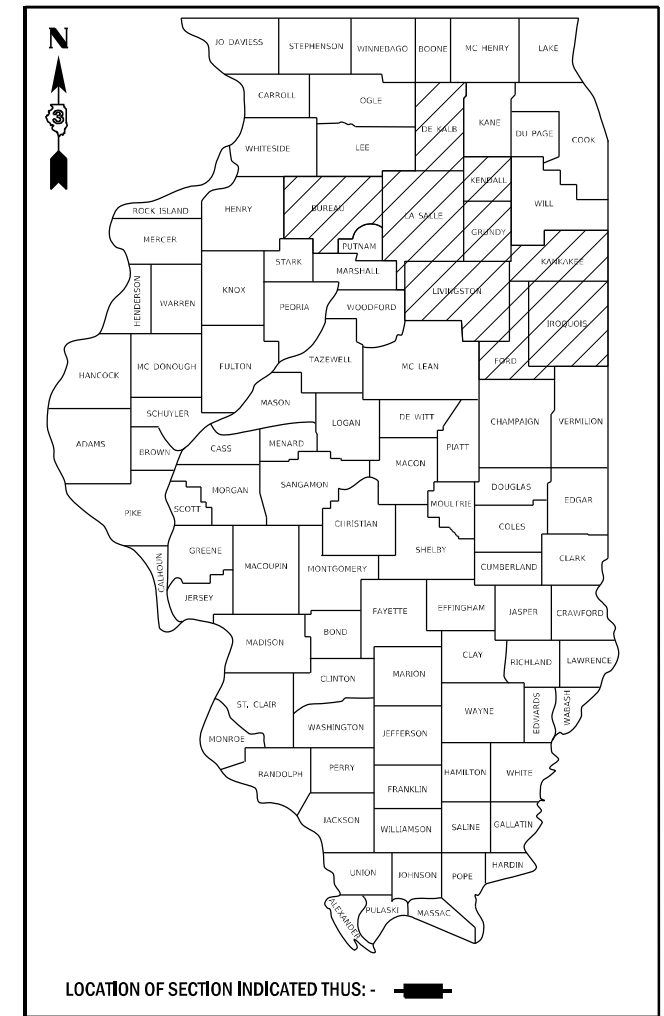 N
3
JO DAVIESS STEPHENSON WINNEBAGO BOONE MC HENRY LAKE
CARROLL OGLE DE KALB KANE DU PAGE COOK
WHITESIDE LEE KENDALL WILL
ROCK ISLAND HENRY BUREAU LA SALLE GRUNDY
MERCER PUTNAM KANKAKEE
STARK MARSHALL
HENDERSON WARREN KNOX PEORIA WOODFORD LIVINGSTON IROQUOIS
HANCOCK MC DONOUGH FULTON TAZEWELL MC LEAN FORD
SCHUYLER MASON LOGAN DE WITT CHAMPAIGN VERMILION
ADAMS BROWN CASS MENARD PIATT
MACON
PIKE SCOTT MORGAN SANGAMON MOULTRIE DOUGLAS EDGAR
CHRISTIAN COLES
CALHOUN GREENE MACOUPIN MONTGOMERY SHELBY CUMBERLAND CLARK
JERSEY FAYETTE EFFINGHAM JASPER CRAWFORD
MADISON BOND
CLAY RICHLAND LAWRENCE
CLINTON MARION
ST. CLAIR WAYNE EDWARDS WABASH
MONROE WASHINGTON JEFFERSON
RANDOLPH PERRY HAMILTON WHITE
FRANKLIN
JACKSON WILLIAMSON SALINE GALLATIN
UNION JOHNSON POPE HARDIN
ALEXANDER PULASKI MASSAC
LOCATION OF SECTION INDICATED THUS: -